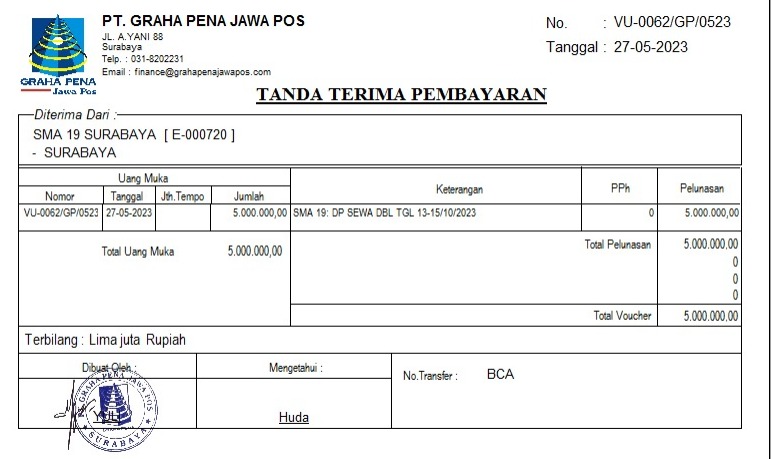 PT. GRAHA PENA JAWA POS
JL. A.YANI 88
Surabaya
Telp. : 031-8202231
Email : finance@grahapenajawapos.com
GRAHA PENA
Jawa Pos
No. : VU-0062/GP/0523
Tanggal : 27-05-2023
TANDA TERIMA PEMBAYARAN
Diterima Dari :
SMA 19 SURABAYA [ E-000720 ]
- SURABAYA
Uang Muka
Nomor Tanggal Jth.Tempo Jumlah Keterangan PPh Pelunasan
VU-0062/GP/0523 27-05-2023 5.000.000,00 SMA 19: DP SEWA DBL TGL 13-15/10/2023 0 5.000.000,00
Total Uang Muka 5.000.000,00 Total Pelunasan 5.000.000,00
0
0
0
Total Voucher 5.000.000,00
Terbilang : Lima juta Rupiah
Dibuat Oleh : Mengetahui : No.Transfer : BCA
PT. GRAHA PENA JAWA POS
SURABAYA
Huda